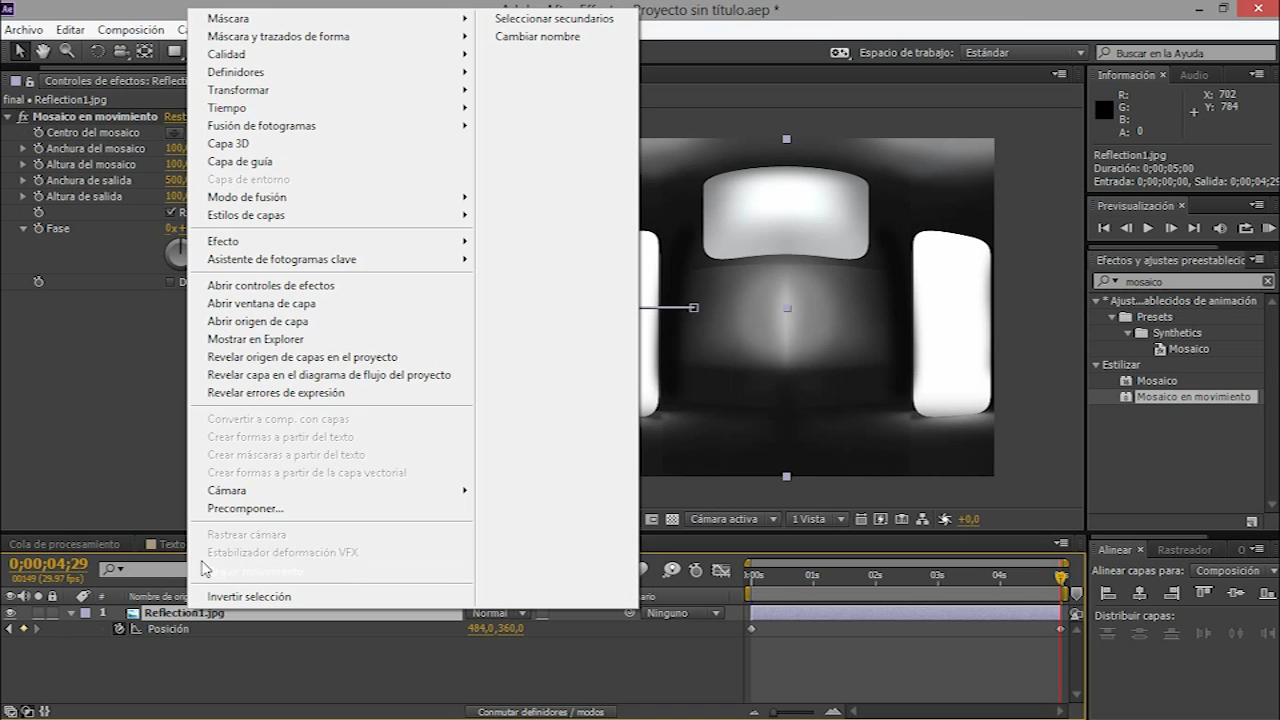 Ae
Proyecto sin título.aep *
Archivo
Editar
Composición
Espacio de trabajo:
Estándar
Buscar en la Ayuda
Controles de efectos: Reflecti
final • Reflection1.jpg
fx Mosaico en movimiento
Rest
Centro del mosaico
Anchura del mosaico
100,
Altura del mosaico
100,
Anchura de salida
500,
Altura de salida
100,
R
Fase
0x+
D
Máscara
Máscara y trazados de forma
Calidad
Definidores
Transformar
Tiempo
Fusión de fotogramas
Capa 3D
Capa de guía
Capa de entorno
Modo de fusión
Estilos de capas
Efecto
Asistente de fotogramas clave
Abrir controles de efectos
Abrir ventana de capa
Abrir origen de capa
Mostrar en Explorer
Revelar origen de capas en el proyecto
Revelar capa en el diagrama de flujo del proyecto
Revelar errores de expresión
Convertir a comp. con capas
Crear formas a partir del texto
Crear máscaras a partir del texto
Crear formas a partir de la capa vectorial
Cámara
Precomponer...
Rastrear cámara
Estabilizador deformación VFX
Invertir selección
Seleccionar secundarios
Cambiar nombre
Información
Audio
R:
G:
B:
A: 0
X: 702
Y: 784
Reflection1.jpg
Duración: 0;00;05;00
Entrada: 0;00;00;00, Salida: 0;00;04;29
Previsualización
Efectos y ajustes preestableci
mosaico
* Ajust...ablecidos de animación
Presets
Synthetics
Mosaico
Estilizar
Mosaico
Mosaico en movimiento
Cámara activa
1 Vista
+0,0
Cola de procesamiento
Texto
0;00;04;29
00149 (29.97 fps)
#
Nombre de orig
Reflection1.jpg
Normal
Ninguno
Posición
484,0,360,0
:00s
01s
02s
03s
04s
Conmutar definidores / modos
Alinear
Rastreador
Alinear capas para:
Composición
Distribuir capas: